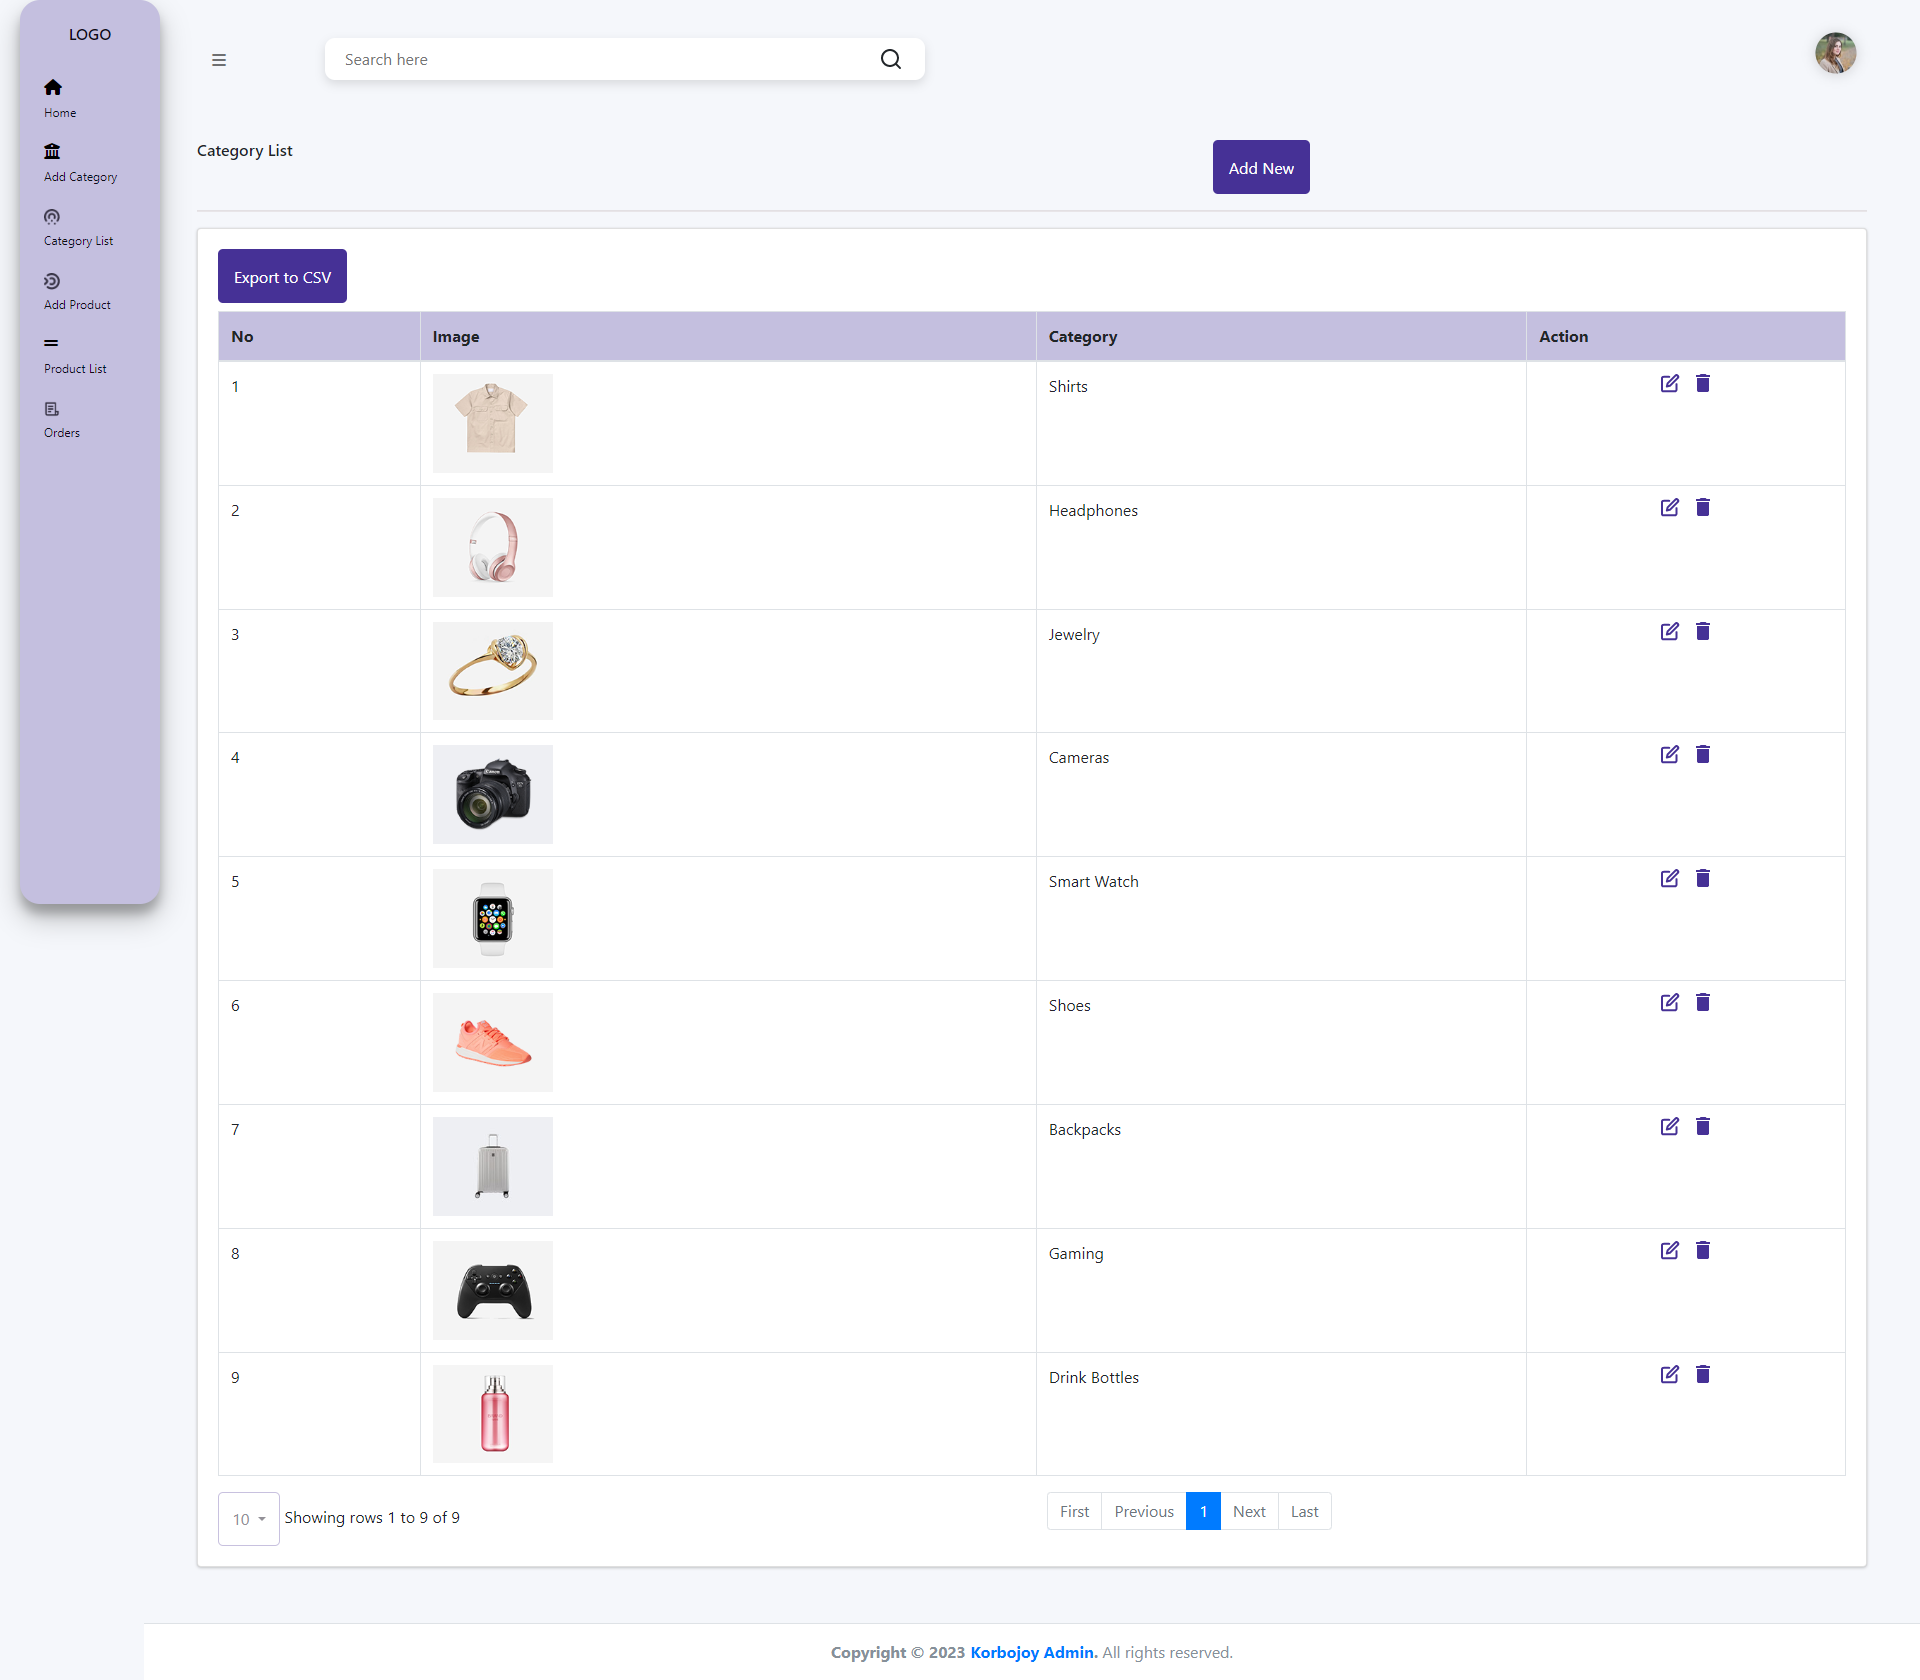 LOGO
Home
Add Category
Category List
Add Product
Product List
Orders
Search here
Category List
Add New
Export to CSV
No Image Category Action
1 Shirts
2 Headphones
3 Jewelry
4 Cameras
5 Smart Watch
6 Shoes
7 Backpacks
8 Gaming
9 Drink Bottles
10 Showing rows 1 to 9 of 9
First Previous 1 Next Last
Copyright © 2023 Korbojoy Admin. All rights reserved.